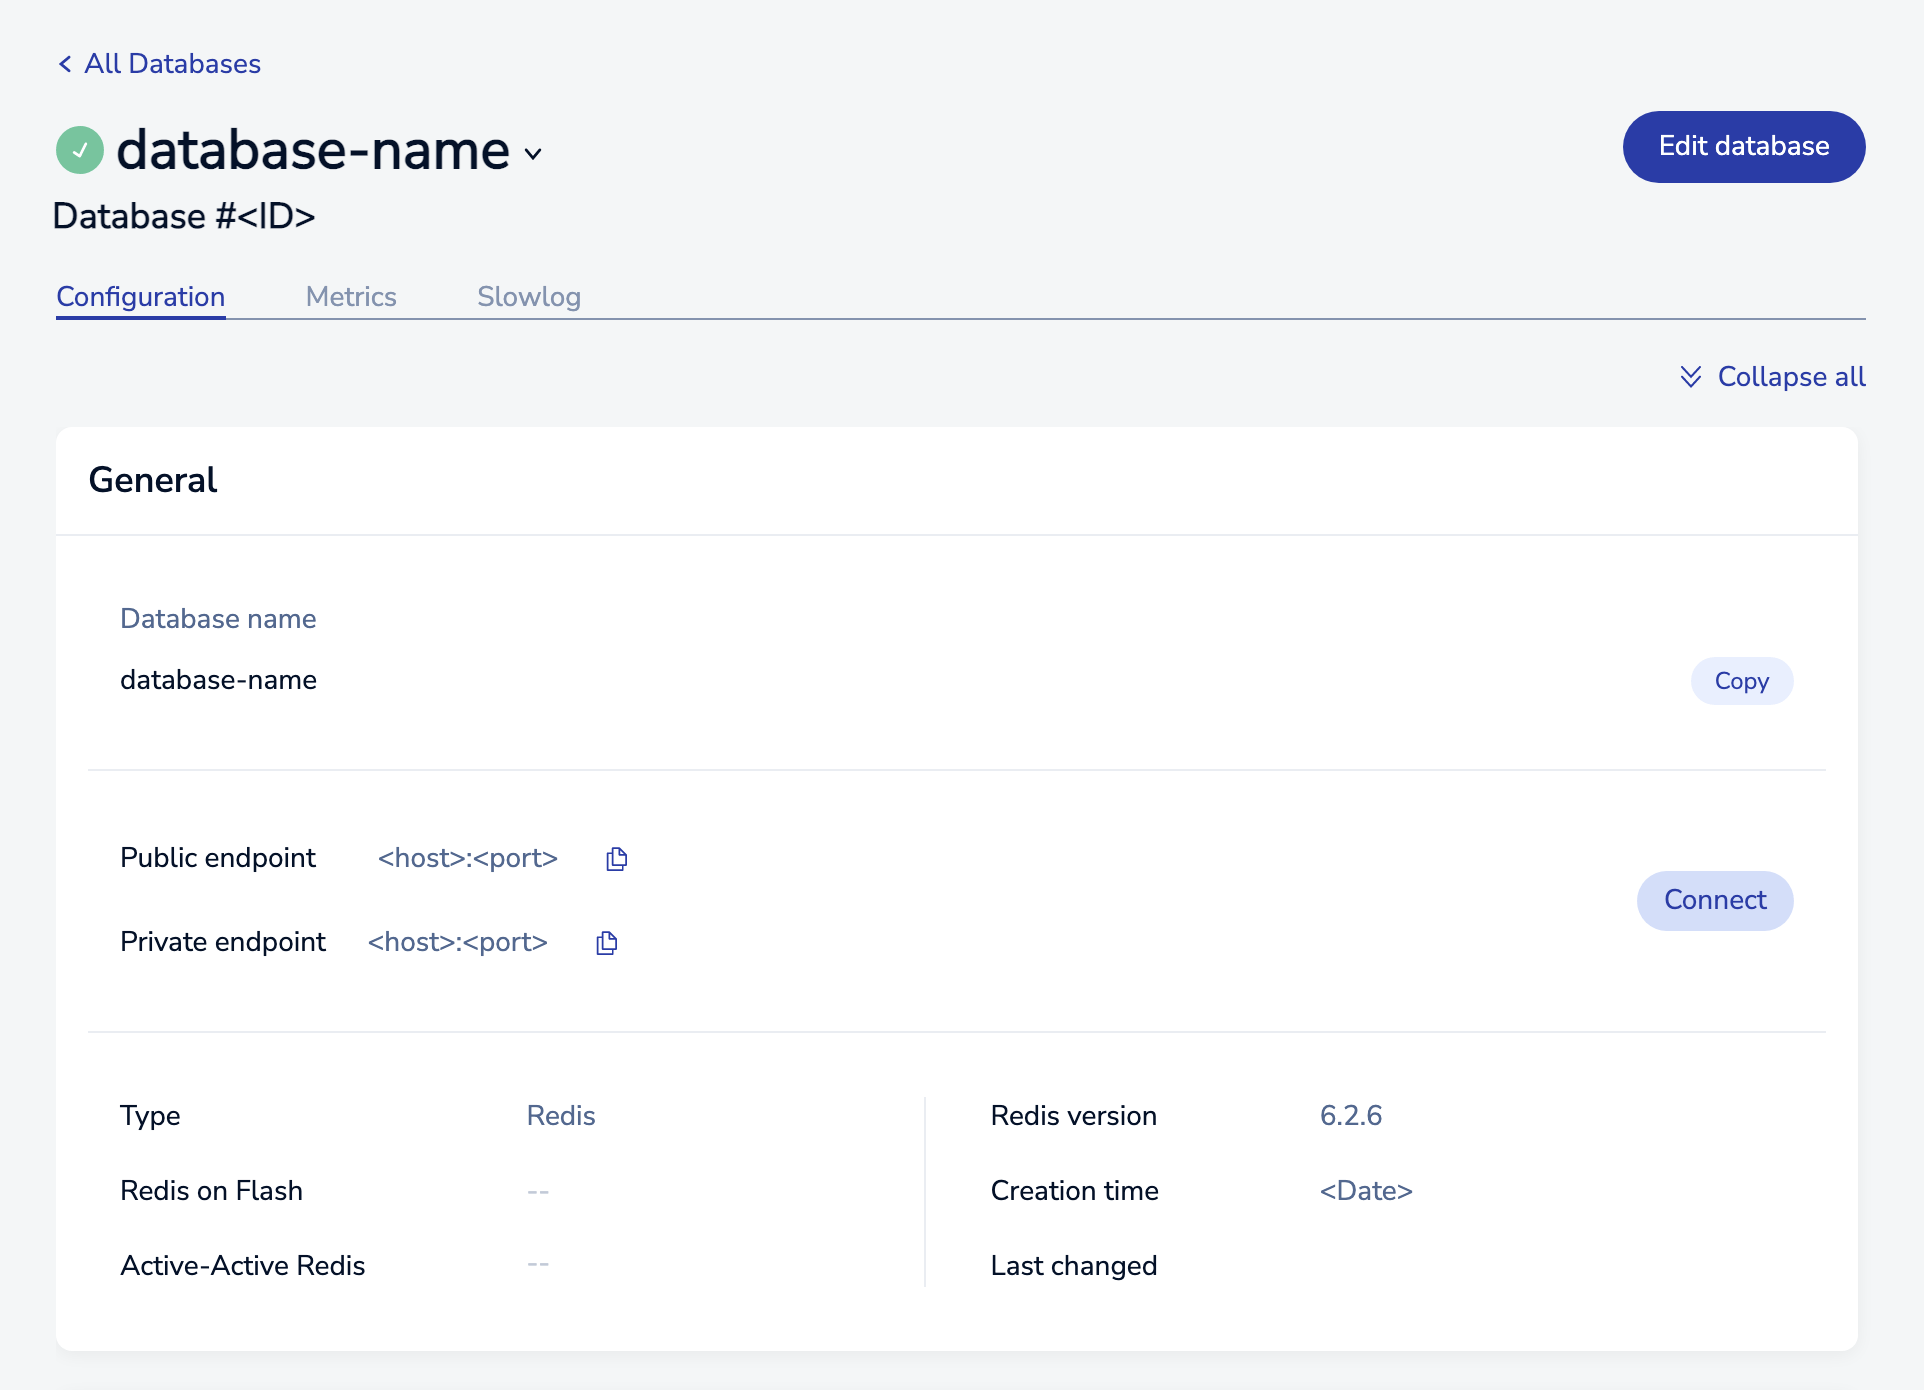 All Databases
database-name
Edit database
Database #<ID>
Configuration Metrics Slowlog
Collapse all
General
Database name
database-name
Copy
Public endpoint <host>:<port>
Connect
Private endpoint <host>:<port>
Type Redis Redis version 6.2.6
Redis on Flash -- Creation time <Date>
Active-Active Redis -- Last changed